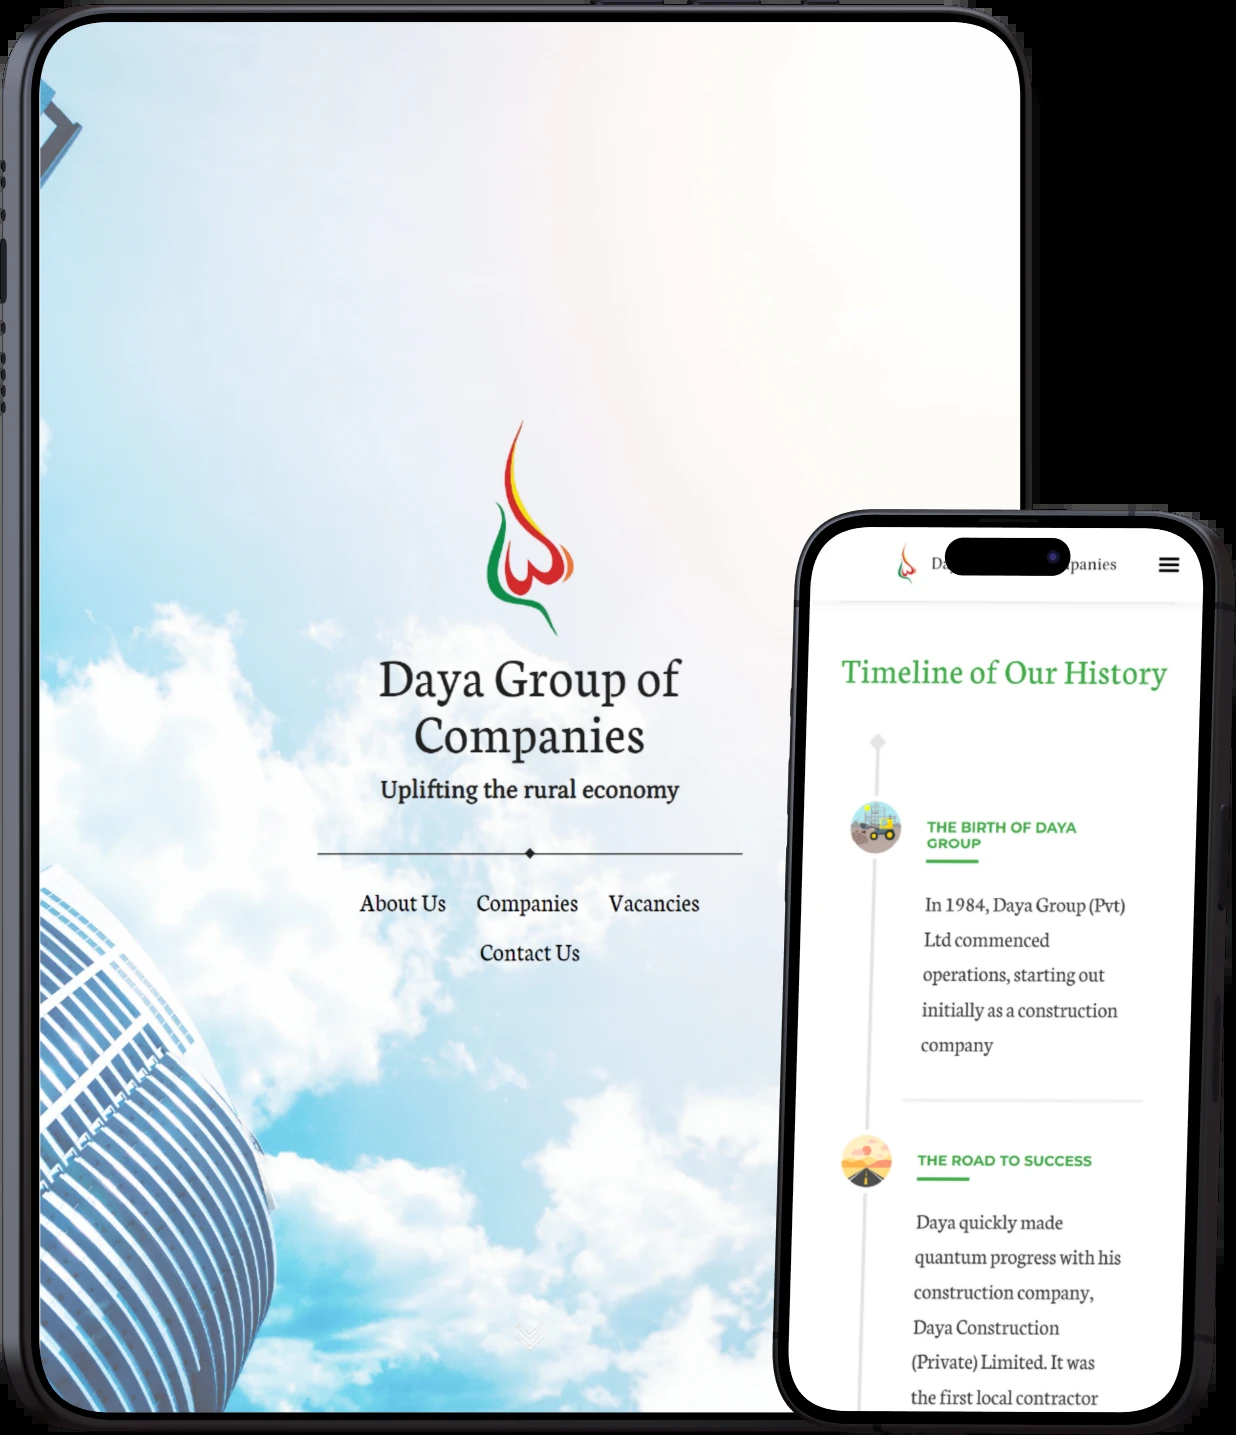 Daya Group of
Companies
Uplifting the rural economy
About Us Companies Vacancies
Contact Us
Timeline of Our History
THE BIRTH OF DAYA
GROUP
In 1984, Daya Group (Pvt)
Ltd commenced
operations, starting out
initially as a construction
company
THE ROAD TO SUCCESS
Daya quickly made
quantum progress with his
construction company,
Daya Construction
(Private) Limited. It was
the first local contractor